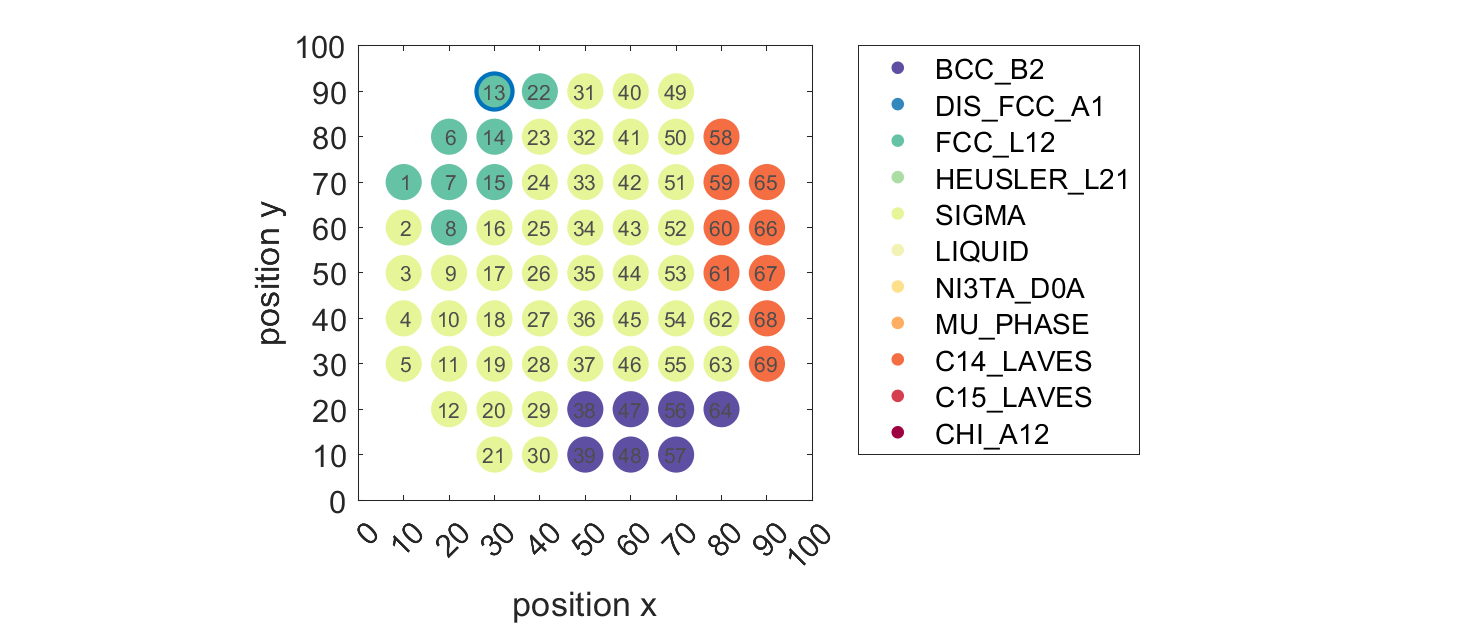 100
90
80
70
60
50
40
30
20
10
0
position y
13 22 31 40 49
6 14 23 32 41 50 58
1 7 15 24 33 42 51 59 65
2 8 16 25 34 43 52 60 66
3 9 17 26 35 44 53 61 67
4 10 18 27 36 45 54 62 68
5 11 19 28 37 46 55 63 69
12 20 29 38 47 56 64
21 30 39 48 57
0 10 20 30 40 50 60 70 80 90 100
position x
BCC_B2
DIS_FCC_A1
FCC_L12
HEUSLER_L21
SIGMA
LIQUID
NI3TA_D0A
MU_PHASE
C14_LAVES
C15_LAVES
CHI_A12